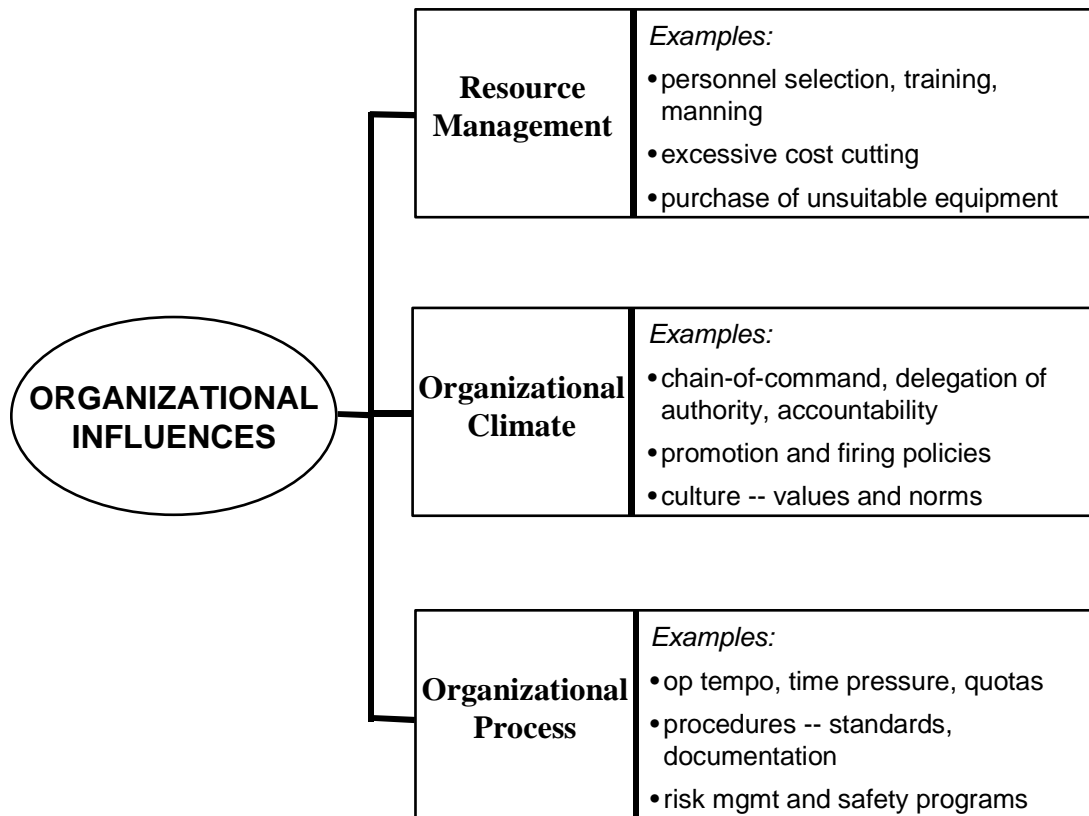 ORGANIZATIONAL
INFLUENCES
Resource
Management
Examples:
•personnel selection, training,
manning
•excessive cost cutting
•purchase of unsuitable equipment
Organizational
Climate
Examples:
•chain-of-command, delegation of
authority, accountability
•promotion and firing policies
•culture -- values and norms
Organizational
Process
Examples:
•op tempo, time pressure, quotas
•procedures -- standards,
documentation
•risk mgmt and safety programs